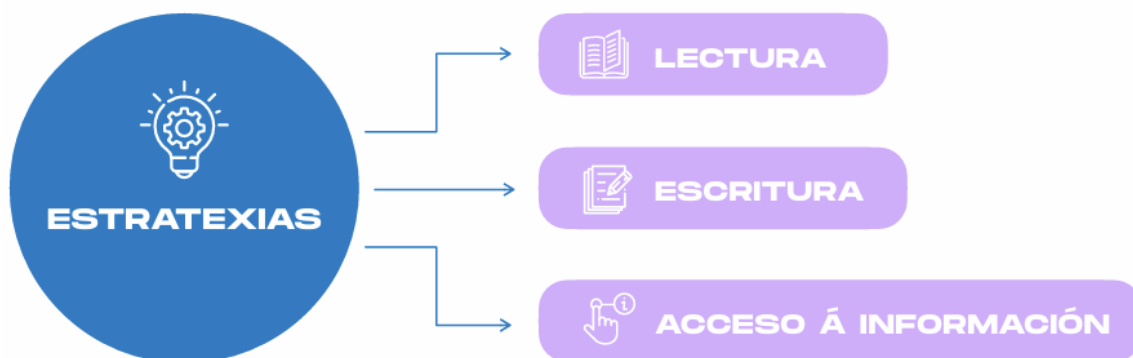 ESTRATEXIAS
LECTURA
ESCRITURA
ACCESO Á INFORMACIÓN